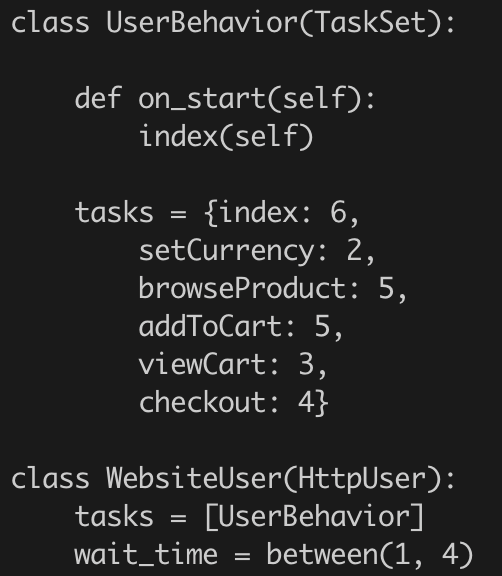 class UserBehavior(TaskSet):

    def on_start(self):
        index(self)

    tasks = {index: 6,
        setCurrency: 2,
        browseProduct: 5,
        addToCart: 5,
        viewCart: 3,
        checkout: 4}

class WebsiteUser(HttpUser):
    tasks = [UserBehavior]
    wait_time = between(1, 4)